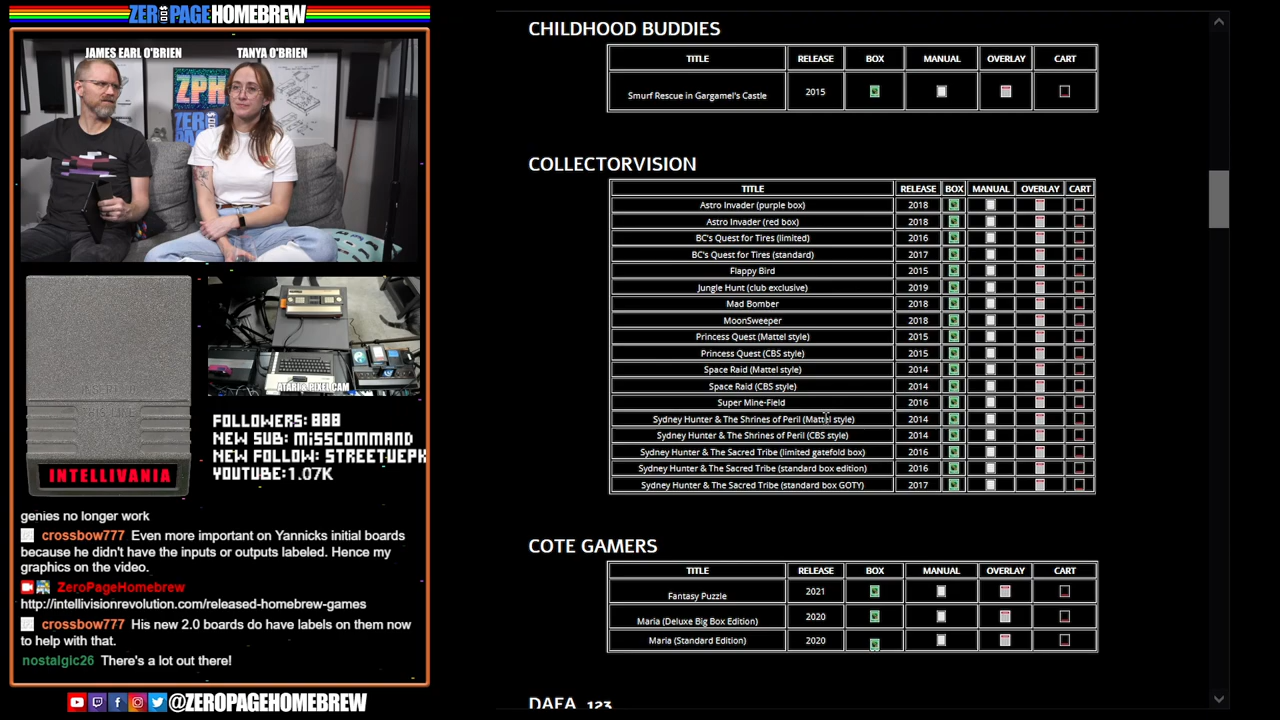 ZERO PAGE HOMEBREW
JAMES EARL O'BRIEN
TANYA O'BRIEN
ZPH
THIS LINE
INTELLIVANIA
ATARI & PIXEL CAM
FOLLOWERS: 888
NEW SUB: MISSCOMMAND
NEW FOLLOW: STREETVEPK
YOUTUBE: 1.07K
genies no longer work
crossbow777 Even more important on Yannicks initial boards
because he didn't have the inputs or outputs labeled. Hence my
graphics on the video.
ZeroPageHomebrew
http://intellivisionrevolution.com/released-homebrew-games
crossbow777 His new 2.0 boards do have labels on them now
to help with that.
nostalgic26 There's a lot out there!
@ZEROPAGEHOMEBREW
CHILDHOOD BUDDIES
TITLE RELEASE BOX MANUAL OVERLAY CART
Smurf Rescue in Gargamel's Castle 2015
COLLECTORVISION
TITLE RELEASE BOX MANUAL OVERLAY CART
Astro Invader (purple box) 2018
Astro Invader (red box) 2018
BC's Quest for Tires (limited) 2016
BC's Quest for Tires (standard) 2017
Flappy Bird 2015
Jungle Hunt (club exclusive) 2019
Mad Bomber 2018
MoonSweeper 2018
Princess Quest (Mattel style) 2015
Princess Quest (CBS style) 2015
Space Raid (Mattel style) 2014
Space Raid (CBS style) 2014
Super Mine-Field 2016
Sydney Hunter & The Shrines of Peril (Mattel style) 2014
Sydney Hunter & The Shrines of Peril (CBS style) 2014
Sydney Hunter & The Sacred Tribe (limited gatefold box) 2016
Sydney Hunter & The Sacred Tribe (standard box edition) 2016
Sydney Hunter & The Sacred Tribe (standard box GOTY) 2017
COTE GAMERS
TITLE RELEASE BOX MANUAL OVERLAY CART
Fantasy Puzzle 2021
Maria (Deluxe Big Box Edition) 2020
Maria (Standard Edition) 2020
DAFA_123